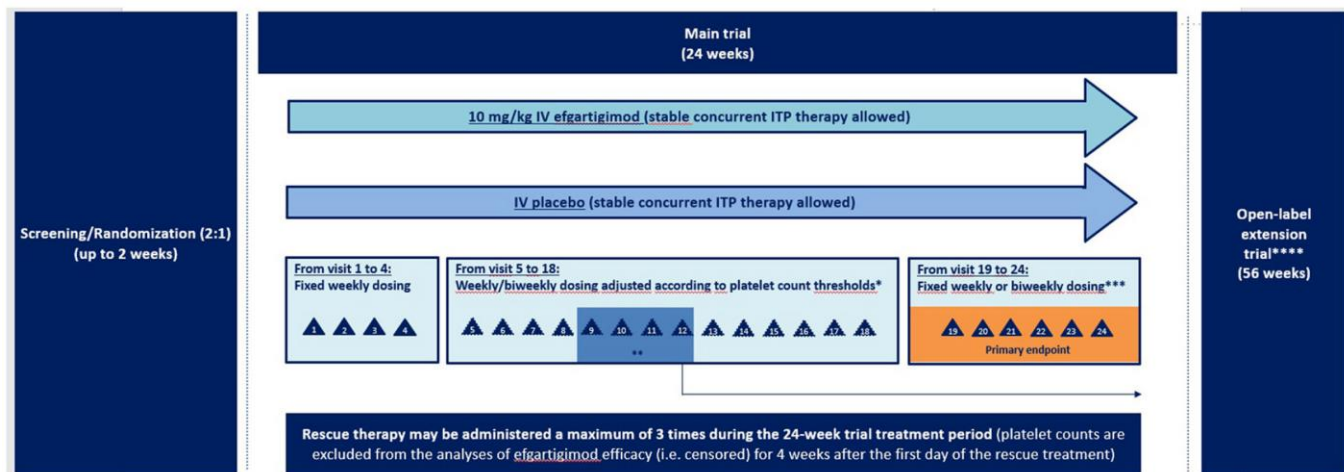 Main trial
(24 weeks)
10 mg/kg IV efgartigimod (stable concurrent ITP therapy allowed)
IV placebo (stable concurrent ITP therapy allowed)
Screening/Randomization (2:1)
(up to 2 weeks)
Open-label
extension
trial****
(56 weeks)
From visit 1 to 4:
Fixed weekly dosing
1 2 3 4
From visit 5 to 18:
Weekly/biweekly dosing adjusted according to platelet count thresholds*
5 6 7 8 9 10 11 12 13 14 15 16 17 18
**
From visit 19 to 24:
Fixed weekly or biweekly dosing***
19 20 21 22 23 24
Primary endpoint
Rescue therapy may be administered a maximum of 3 times during the 24-week trial treatment period (platelet counts are
excluded from the analyses of efgartigimod efficacy (i.e. censored) for 4 weeks after the first day of the rescue treatment)